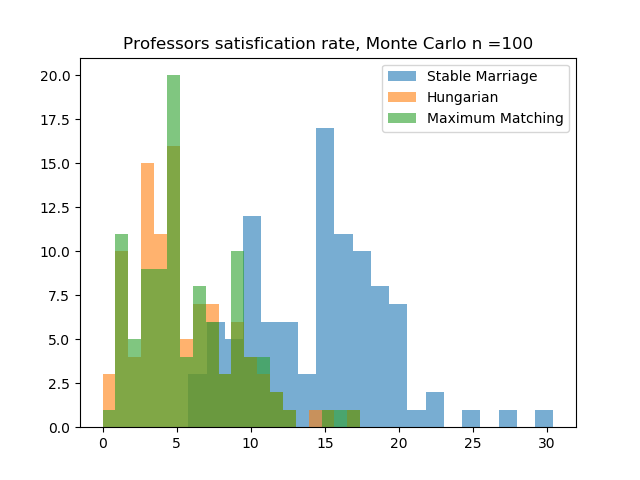 Professors satisfication rate, Monte Carlo n =100
Stable Marriage
Hungarian
Maximum Matching
20.0
17.5
15.0
12.5
10.0
7.5
5.0
2.5
0.0
0 5 10 15 20 25 30